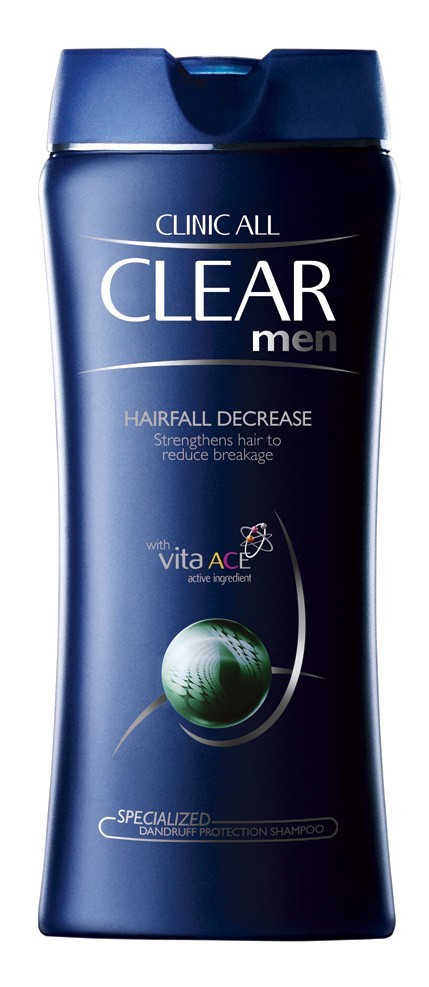 CLINIC ALL
CLEAR
men
HAIRFALL DECREASE
Strengthens hair to
reduce breakage
with
vita ACE
active ingredient
SPECIALIZED
DANDRUFF PROTECTION SHAMPOO